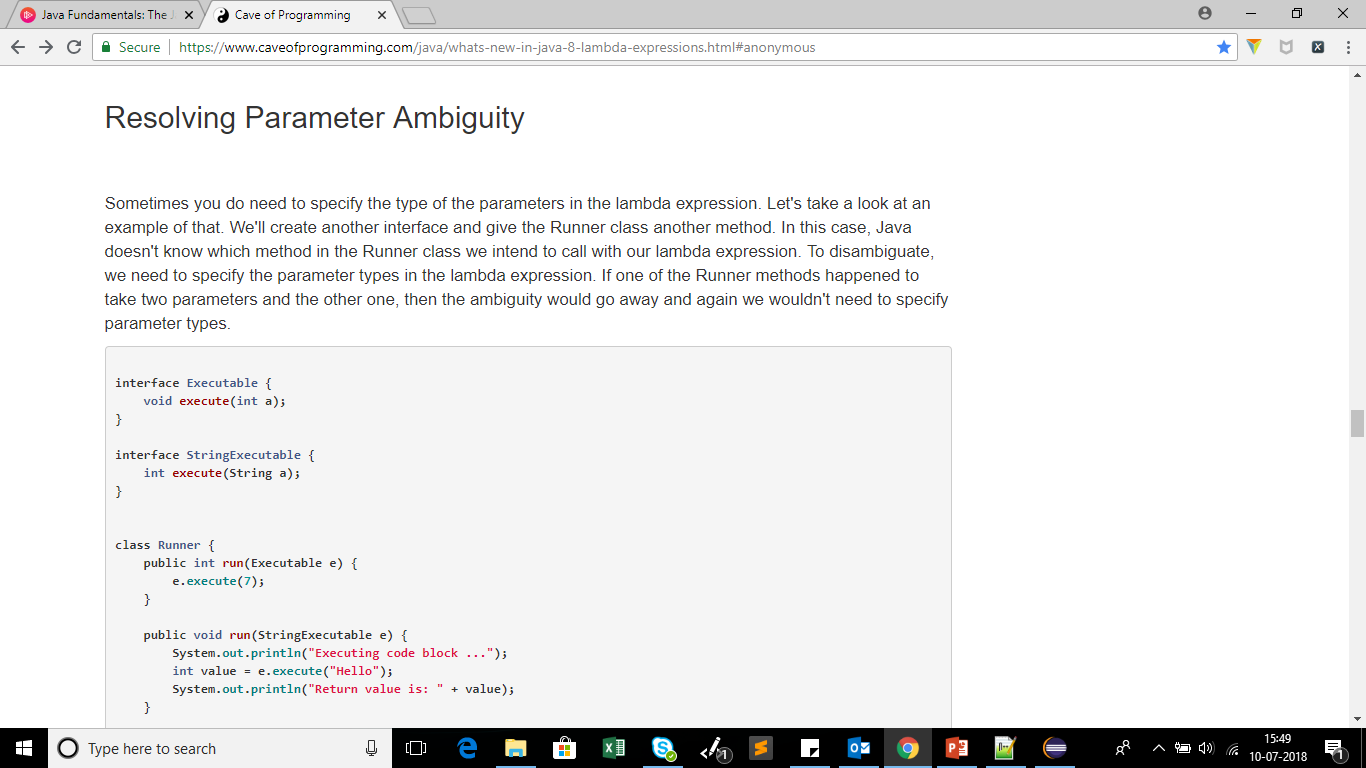 Java Fundamentals: The J
Cave of Programming
Secure
https://www.caveofprogramming.com/java/whats-new-in-java-8-lambda-expressions.html#anonymous
Resolving Parameter Ambiguity
Sometimes you do need to specify the type of the parameters in the lambda expression. Let's take a look at an
example of that. We'll create another interface and give the Runner class another method. In this case, Java
doesn't know which method in the Runner class we intend to call with our lambda expression. To disambiguate,
we need to specify the parameter types in the lambda expression. If one of the Runner methods happened to
take two parameters and the other one, then the ambiguity would go away and again we wouldn't need to specify
parameter types.
interface Executable {
    void execute(int a);
}
interface StringExecutable {
    int execute(String a);
}
class Runner {
    public int run(Executable e) {
        e.execute(7);
    }
    public void run(StringExecutable e) {
        System.out.println("Executing code block ...");
        int value = e.execute("Hello");
        System.out.println("Return value is: " + value);
    }
Type here to search
15:49
10-07-2018